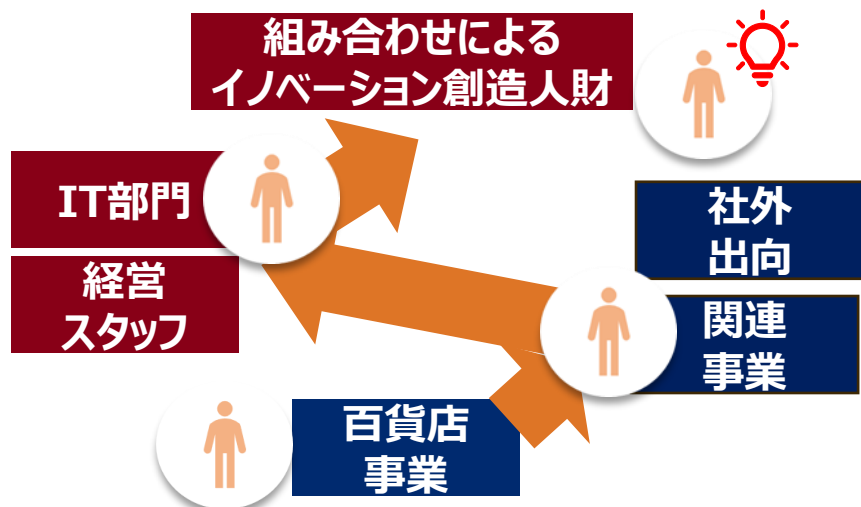 組み合わせによる
イノベーション創造人財
IT部門
経営
スタッフ
社外
出向
関連
事業
百貨店
事業